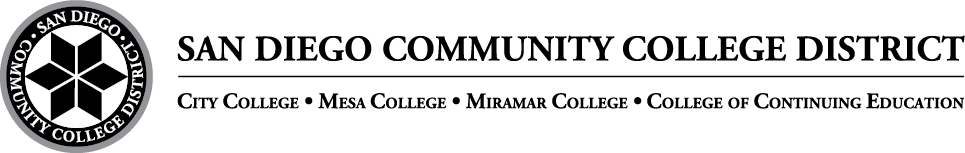 SAN DIEGO
COMMUNITY COLLEGE DISTRICT
SAN DIEGO COMMUNITY COLLEGE DISTRICT
CITY COLLEGE • MESA COLLEGE • MIRAMAR COLLEGE • COLLEGE OF CONTINUING EDUCATION